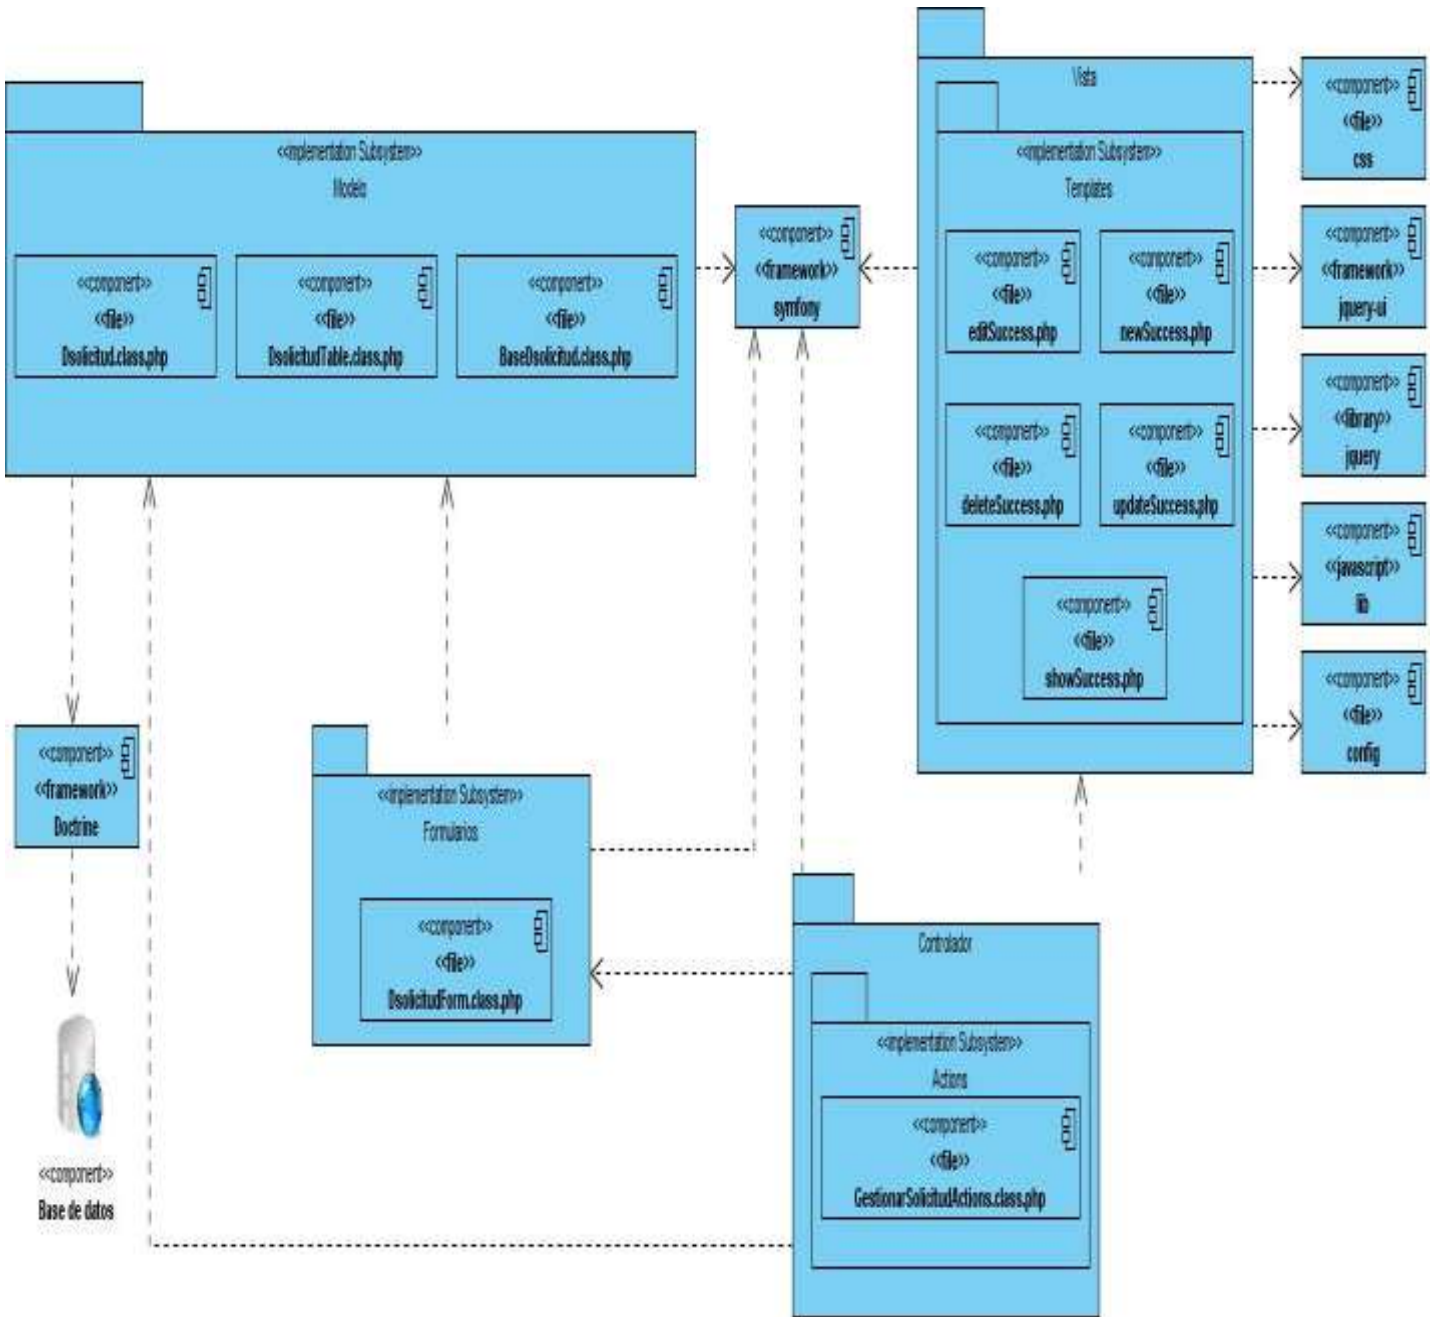 <<implementation Subsystem>>
Modelo
<<component>>
<<file>>
Dsolicitud.class.php
<<component>>
<<file>>
DsolicitudTable.class.php
<<component>>
<<file>>
BaseDsolicitud.class.php
<<component>>
<<framework>>
symfony
Vista
<<implementation Subsystem>>
Templates
<<component>>
<<file>>
editSuccess.php
<<component>>
<<file>>
newSuccess.php
<<component>>
<<file>>
deleteSuccess.php
<<component>>
<<file>>
updateSuccess.php
<<component>>
<<file>>
showSuccess.php
<<component>>
<<file>>
css
<<component>>
<<framework>>
jquery-ui
<<component>>
<<library>>
jquery
<<component>>
<<javascript>>
lib
<<component>>
<<file>>
config
<<component>>
<<framework>>
Doctrine
<<component>>
Base de datos
<<implementation Subsystem>>
Formularios
<<component>>
<<file>>
DsolicitudForm.class.php
Controlador
<<implementation Subsystem>>
Actions
<<component>>
<<file>>
GestionarSolicitudActions.class.php